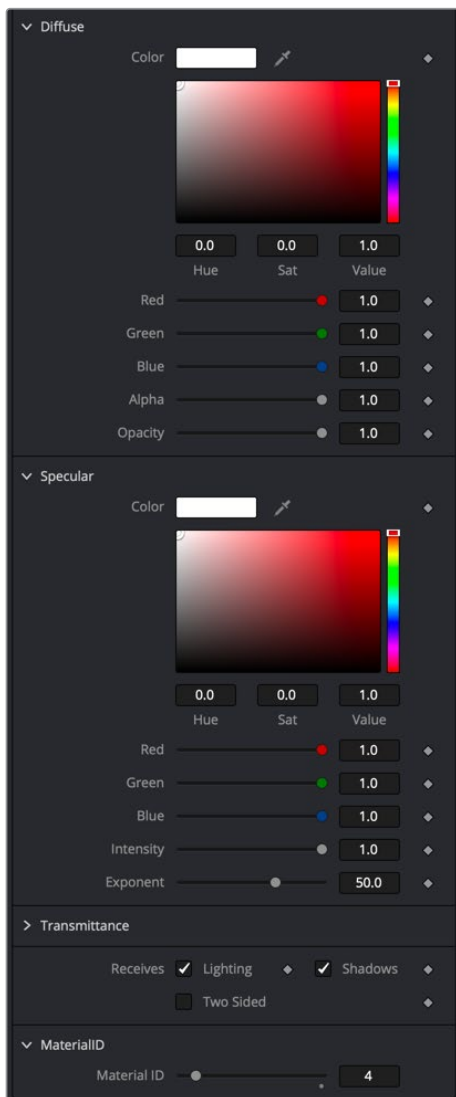 Diffuse
Color
0.0 0.0 1.0
Hue Sat Value
Red 1.0
Green 1.0
Blue 1.0
Alpha 1.0
Opacity 1.0
Specular
Color
0.0 0.0 1.0
Hue Sat Value
Red 1.0
Green 1.0
Blue 1.0
Intensity 1.0
Exponent 50.0
Transmittance
Receives Lighting Shadows
Two Sided
MaterialID
Material ID 4